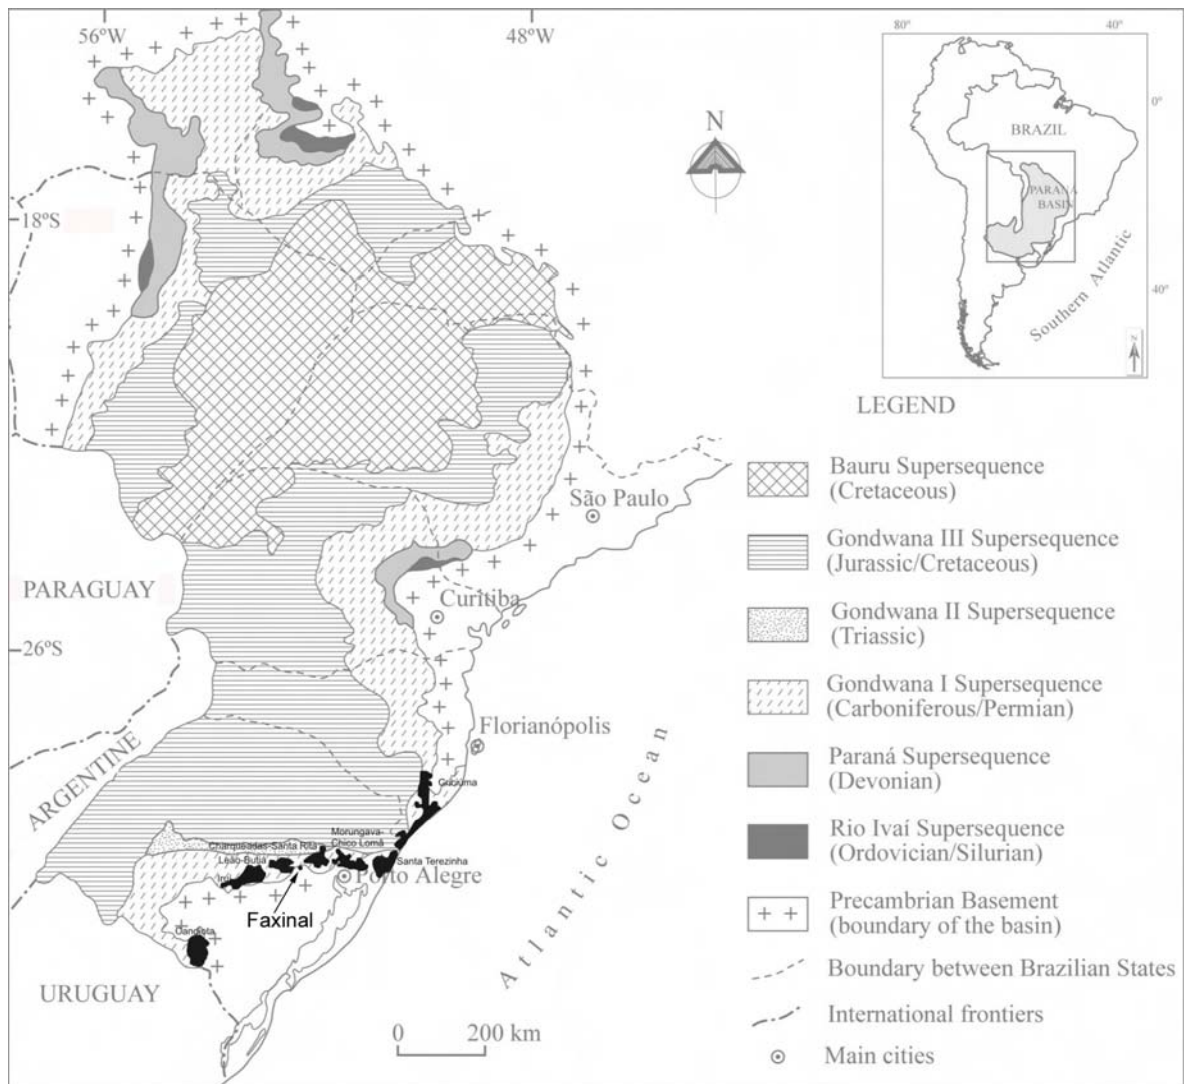 56ºW
48ºW
18ºS
26ºS
N
PARAGUAY
ARGENTINE
URUGUAY
São Paulo
Curitiba
Florianópolis
Porto Alegre
Criciúma
Morungava-
Chico Lomã
Charqueadas-Santa Rita
Leão-Butiá
Iruí
Santa Terezinha
Faxinal
Candiota
Atlantic Ocean
0 200 km
80º 40º
0º
BRAZIL
PARANÁ
BASIN
40º
Southern Atlantic
N
LEGEND
Bauru Supersequence
(Cretaceous)
Gondwana III Supersequence
(Jurassic/Cretaceous)
Gondwana II Supersequence
(Triassic)
Gondwana I Supersequence
(Carboniferous/Permian)
Paraná Supersequence
(Devonian)
Rio Ivaí Supersequence
(Ordovician/Silurian)
Precambrian Basement
(boundary of the basin)
Boundary between Brazilian States
International frontiers
Main cities